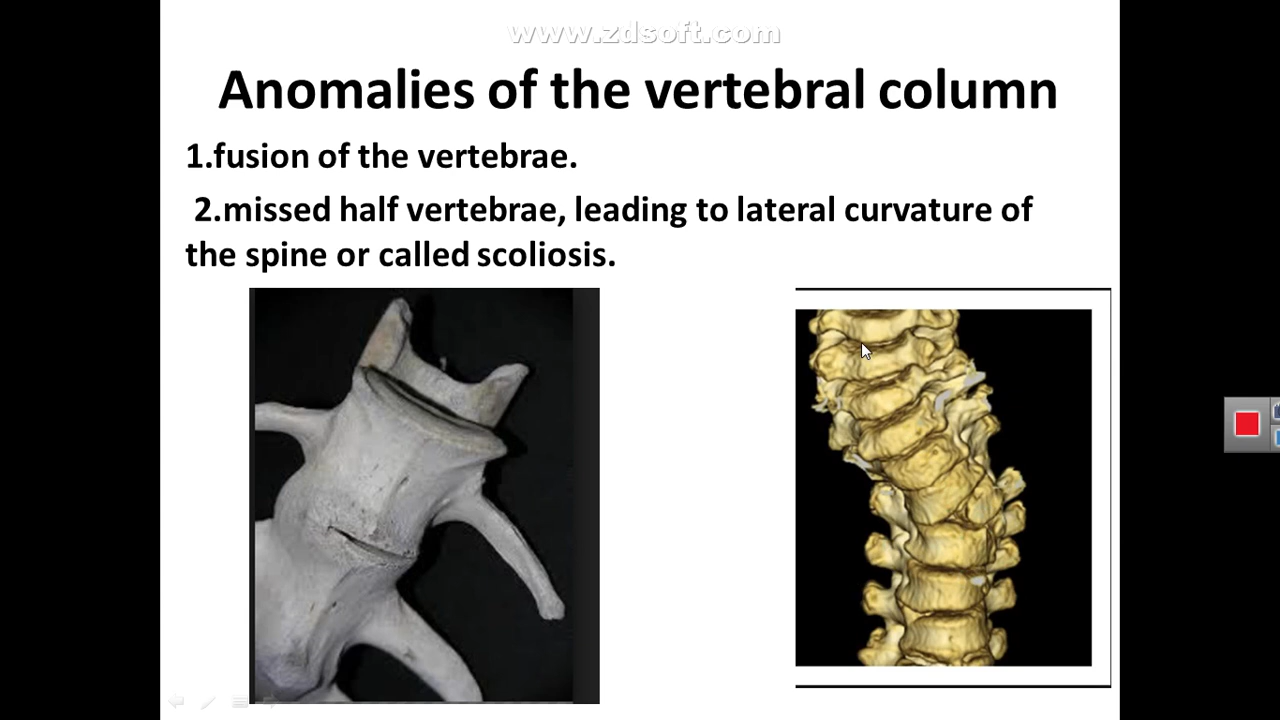 www.zdsoft.com
Anomalies of the vertebral column
1.fusion of the vertebrae.
2.missed half vertebrae, leading to lateral curvature of
the spine or called scoliosis.